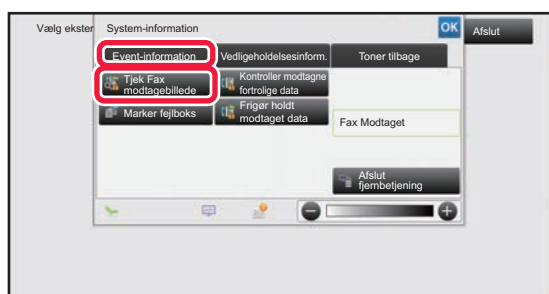 Vælg ekster
System-information
OK
Afslut
Event-information
Vedligeholdelsesinform.
Toner tilbage
Tjek Fax
modtagebillede
Kontroller modtagne
fortrolige data
Marker fejlboks
Frigør holdt
modtaget data
Fax Modtaget
Afslut
fjernbetjening